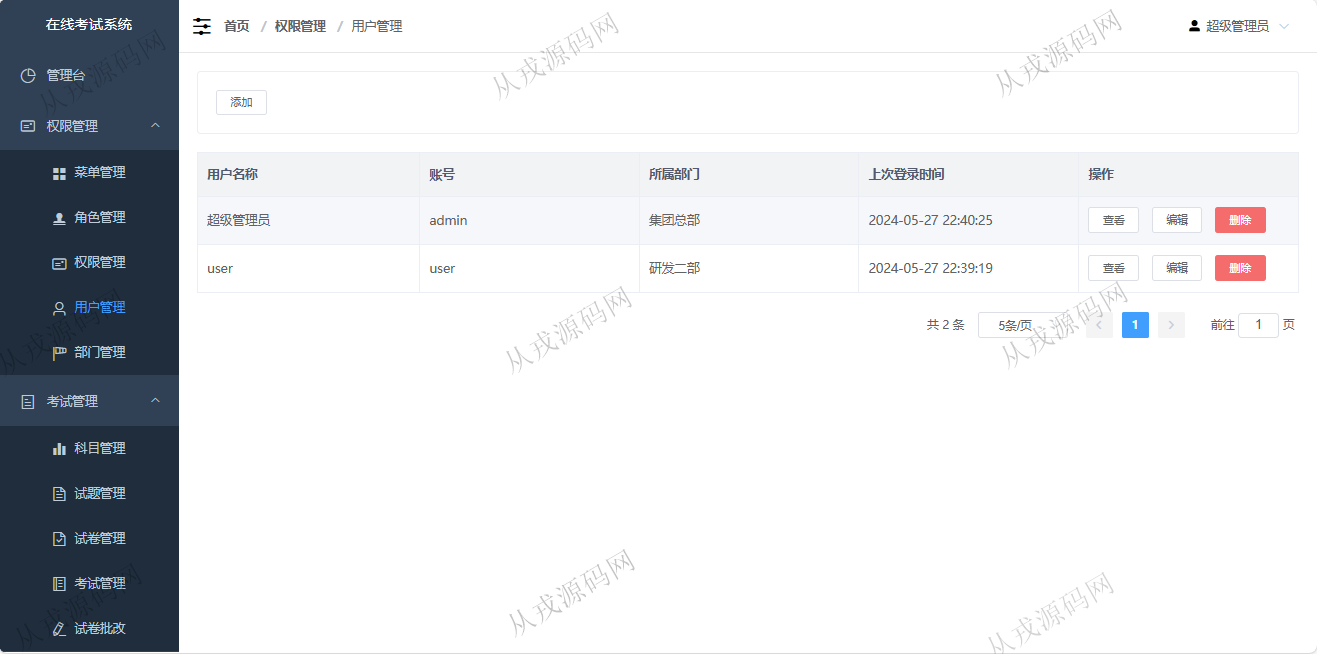 在线考试系统
管理台
权限管理
菜单管理
角色管理
权限管理
用户管理
部门管理
考试管理
科目管理
试题管理
试卷管理
考试管理
试卷批改
首页 / 权限管理 / 用户管理
超级管理员
添加
用户名称 账号 所属部门 上次登录时间 操作
超级管理员 admin 集团总部 2024-05-27 22:40:25 查看 编辑 删除
user user 研发二部 2024-05-27 22:39:19 查看 编辑 删除
共 2 条 5条/页 1 前往 1 页
从戎源码网
从戎源码网
从戎源码网
从戎源码网
从戎源码网
从戎源码网
从戎源码网
从戎源码网
从戎源码网